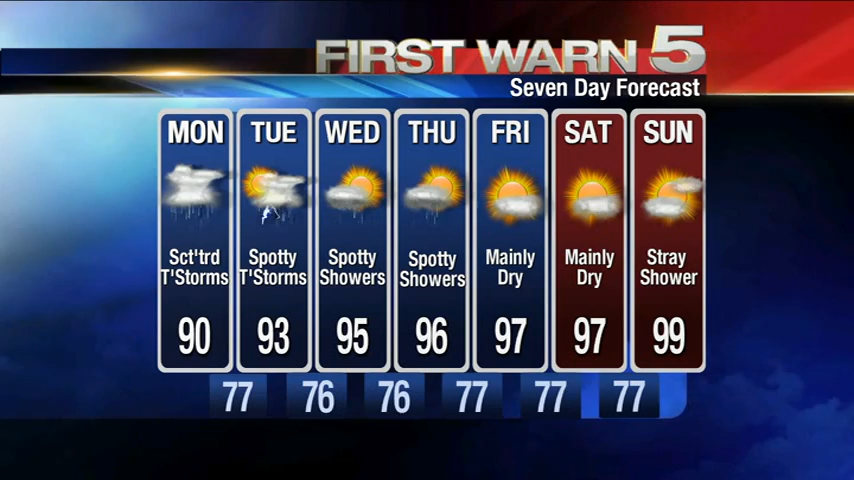 FIRST WARN 5
Seven Day Forecast
MON TUE WED THU FRI SAT SUN
Sct'trd Spotty Spotty Spotty Mainly Mainly Stray
T'Storms T'Storms Showers Showers Dry Dry Shower
90 93 95 96 97 97 99
77 76 76 77 77 77